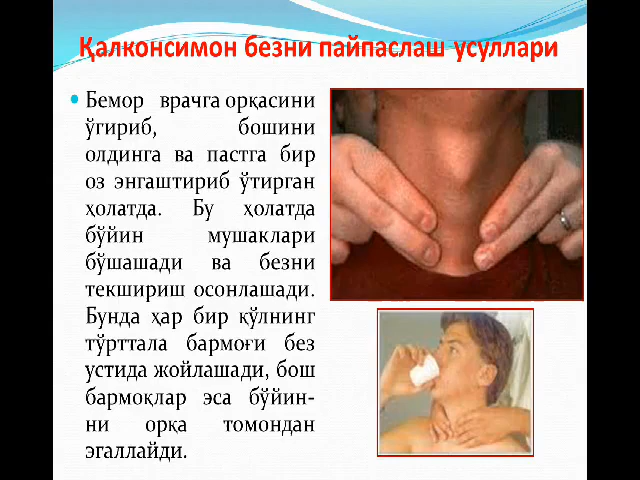 Қалконсимон безни пайпаслаш усуллари
Бемор врачга орқасини
ўгириб, бошини
олдинга ва пастга бир
оз энгаштириб ўтирган
ҳолатда. Бу ҳолатда
бўйин мушаклари
бўшашади ва безни
текшириш осонлашади.
Бунда ҳар бир қўлнинг
тўрттала бармоғи без
устида жойлашади, бош
бармоқлар эса бўйин-
ни орқа томондан
эгаллайди.